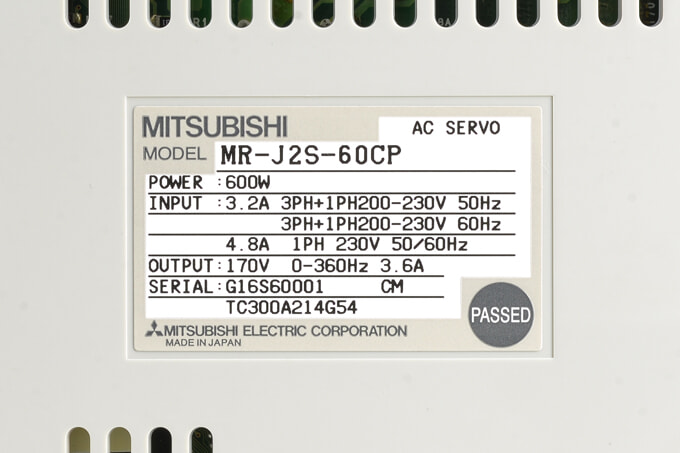 MITSUBISHI
AC SERVO
MODEL MR-J2S-60CP
POWER :600W
INPUT :3.2A 3PH+1PH200-230V 50Hz
3PH+1PH200-230V 60Hz
4.8A 1PH 230V 50/60Hz
OUTPUT:170V 0-360Hz 3.6A
SERIAL:G16S60001 CM
TC300A214G54
PASSED
MITSUBISHI ELECTRIC CORPORATION
MADE IN JAPAN